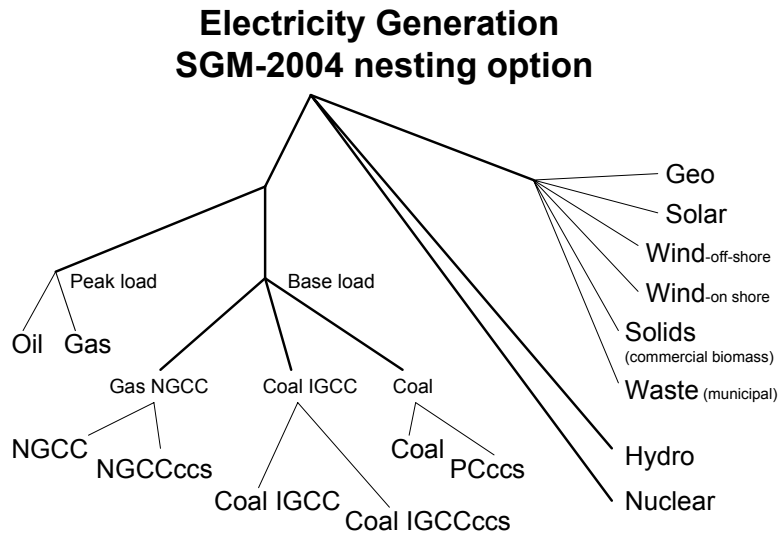 Electricity Generation
SGM-2004 nesting option
Geo
Solar
Wind-off-shore
Wind-on shore
Solids
(commercial biomass)
Waste (municipal)
Hydro
Nuclear
Peak load
Base load
Oil
Gas
Gas NGCC
Coal IGCC
Coal
NGCC
NGCCccs
Coal IGCC
Coal IGCCccs
Coal
PCccs